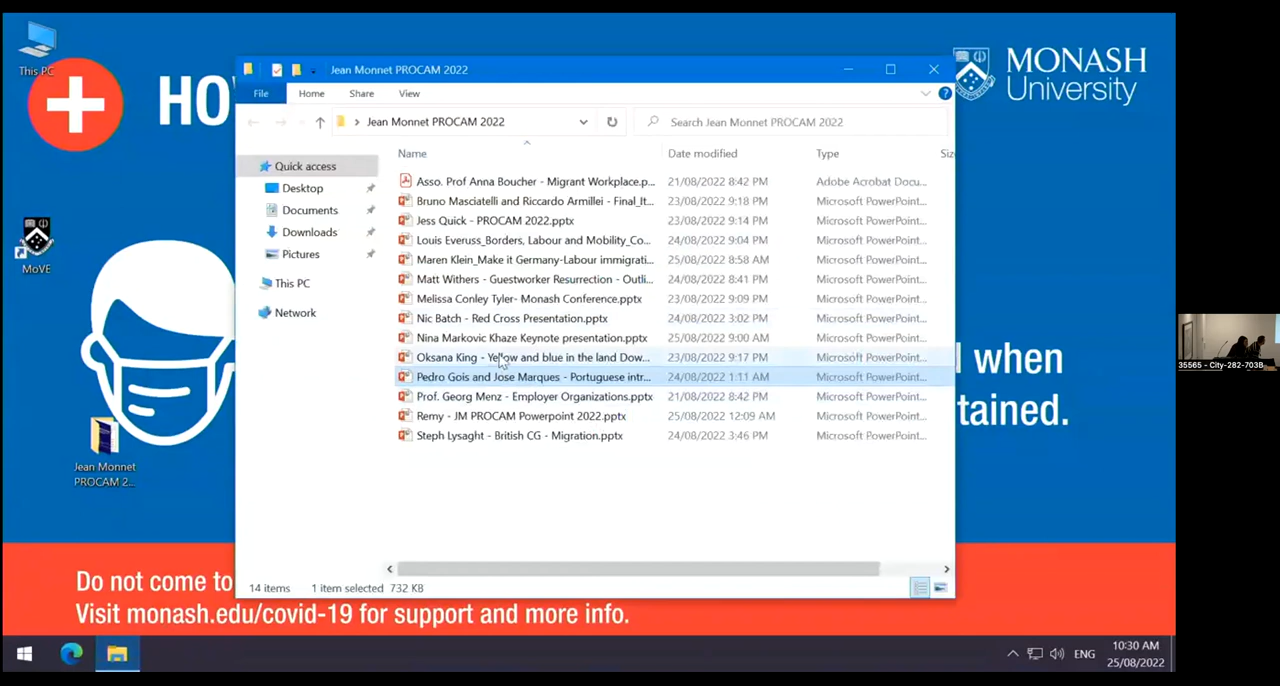 This PC
HO
MONASH
University
Jean Monnet PROCAM 2022
File Home Share View
Jean Monnet PROCAM 2022
Search Jean Monnet PROCAM 2022
Quick access
Desktop
Documents
Downloads
Pictures
This PC
Network
Name Date modified Type Siz
Asso. Prof Anna Boucher - Migrant Workplace.p... 21/08/2022 8:42 PM Adobe Acrobat Docu...
Bruno Masciatelli and Riccardo Armillei - Final_It... 23/08/2022 9:18 PM Microsoft PowerPoint...
Jess Quick - PROCAM 2022.pptx 23/08/2022 9:14 PM Microsoft PowerPoint...
Louis Everuss_Borders, Labour and Mobility_Co... 24/08/2022 9:04 PM Microsoft PowerPoint...
Maren Klein_Make it Germany-Labour immigrati... 25/08/2022 8:58 AM Microsoft PowerPoint...
Matt Withers - Guestworker Resurrection - Outli... 24/08/2022 8:41 PM Microsoft PowerPoint...
Melissa Conley Tyler- Monash Conference.pptx 23/08/2022 9:09 PM Microsoft PowerPoint...
Nic Batch - Red Cross Presentation.pptx 24/08/2022 3:02 PM Microsoft PowerPoint...
Nina Markovic Khaze Keynote presentation.pptx 25/08/2022 9:00 AM Microsoft PowerPoint...
Oksana King - Yellow and blue in the land Dow... 23/08/2022 9:17 PM Microsoft PowerPoint...
Pedro Gois and Jose Marques - Portuguese intr... 24/08/2022 1:11 AM Microsoft PowerPoint...
Prof. Georg Menz - Employer Organizations.pptx 21/08/2022 8:42 PM Microsoft PowerPoint...
Remy - JM PROCAM Powerpoint 2022.pptx 25/08/2022 12:09 AM Microsoft PowerPoint...
Steph Lysaght - British CG - Migration.pptx 24/08/2022 3:46 PM Microsoft PowerPoint...
MoVE
when
tained.
Jean Monnet
PROCAM 2...
35565 - City-282-703B
14 items 1 item selected 732 KB
Do not come to
Visit monash.edu/covid-19 for support and more info.
ENG
10:30 AM
25/08/2022